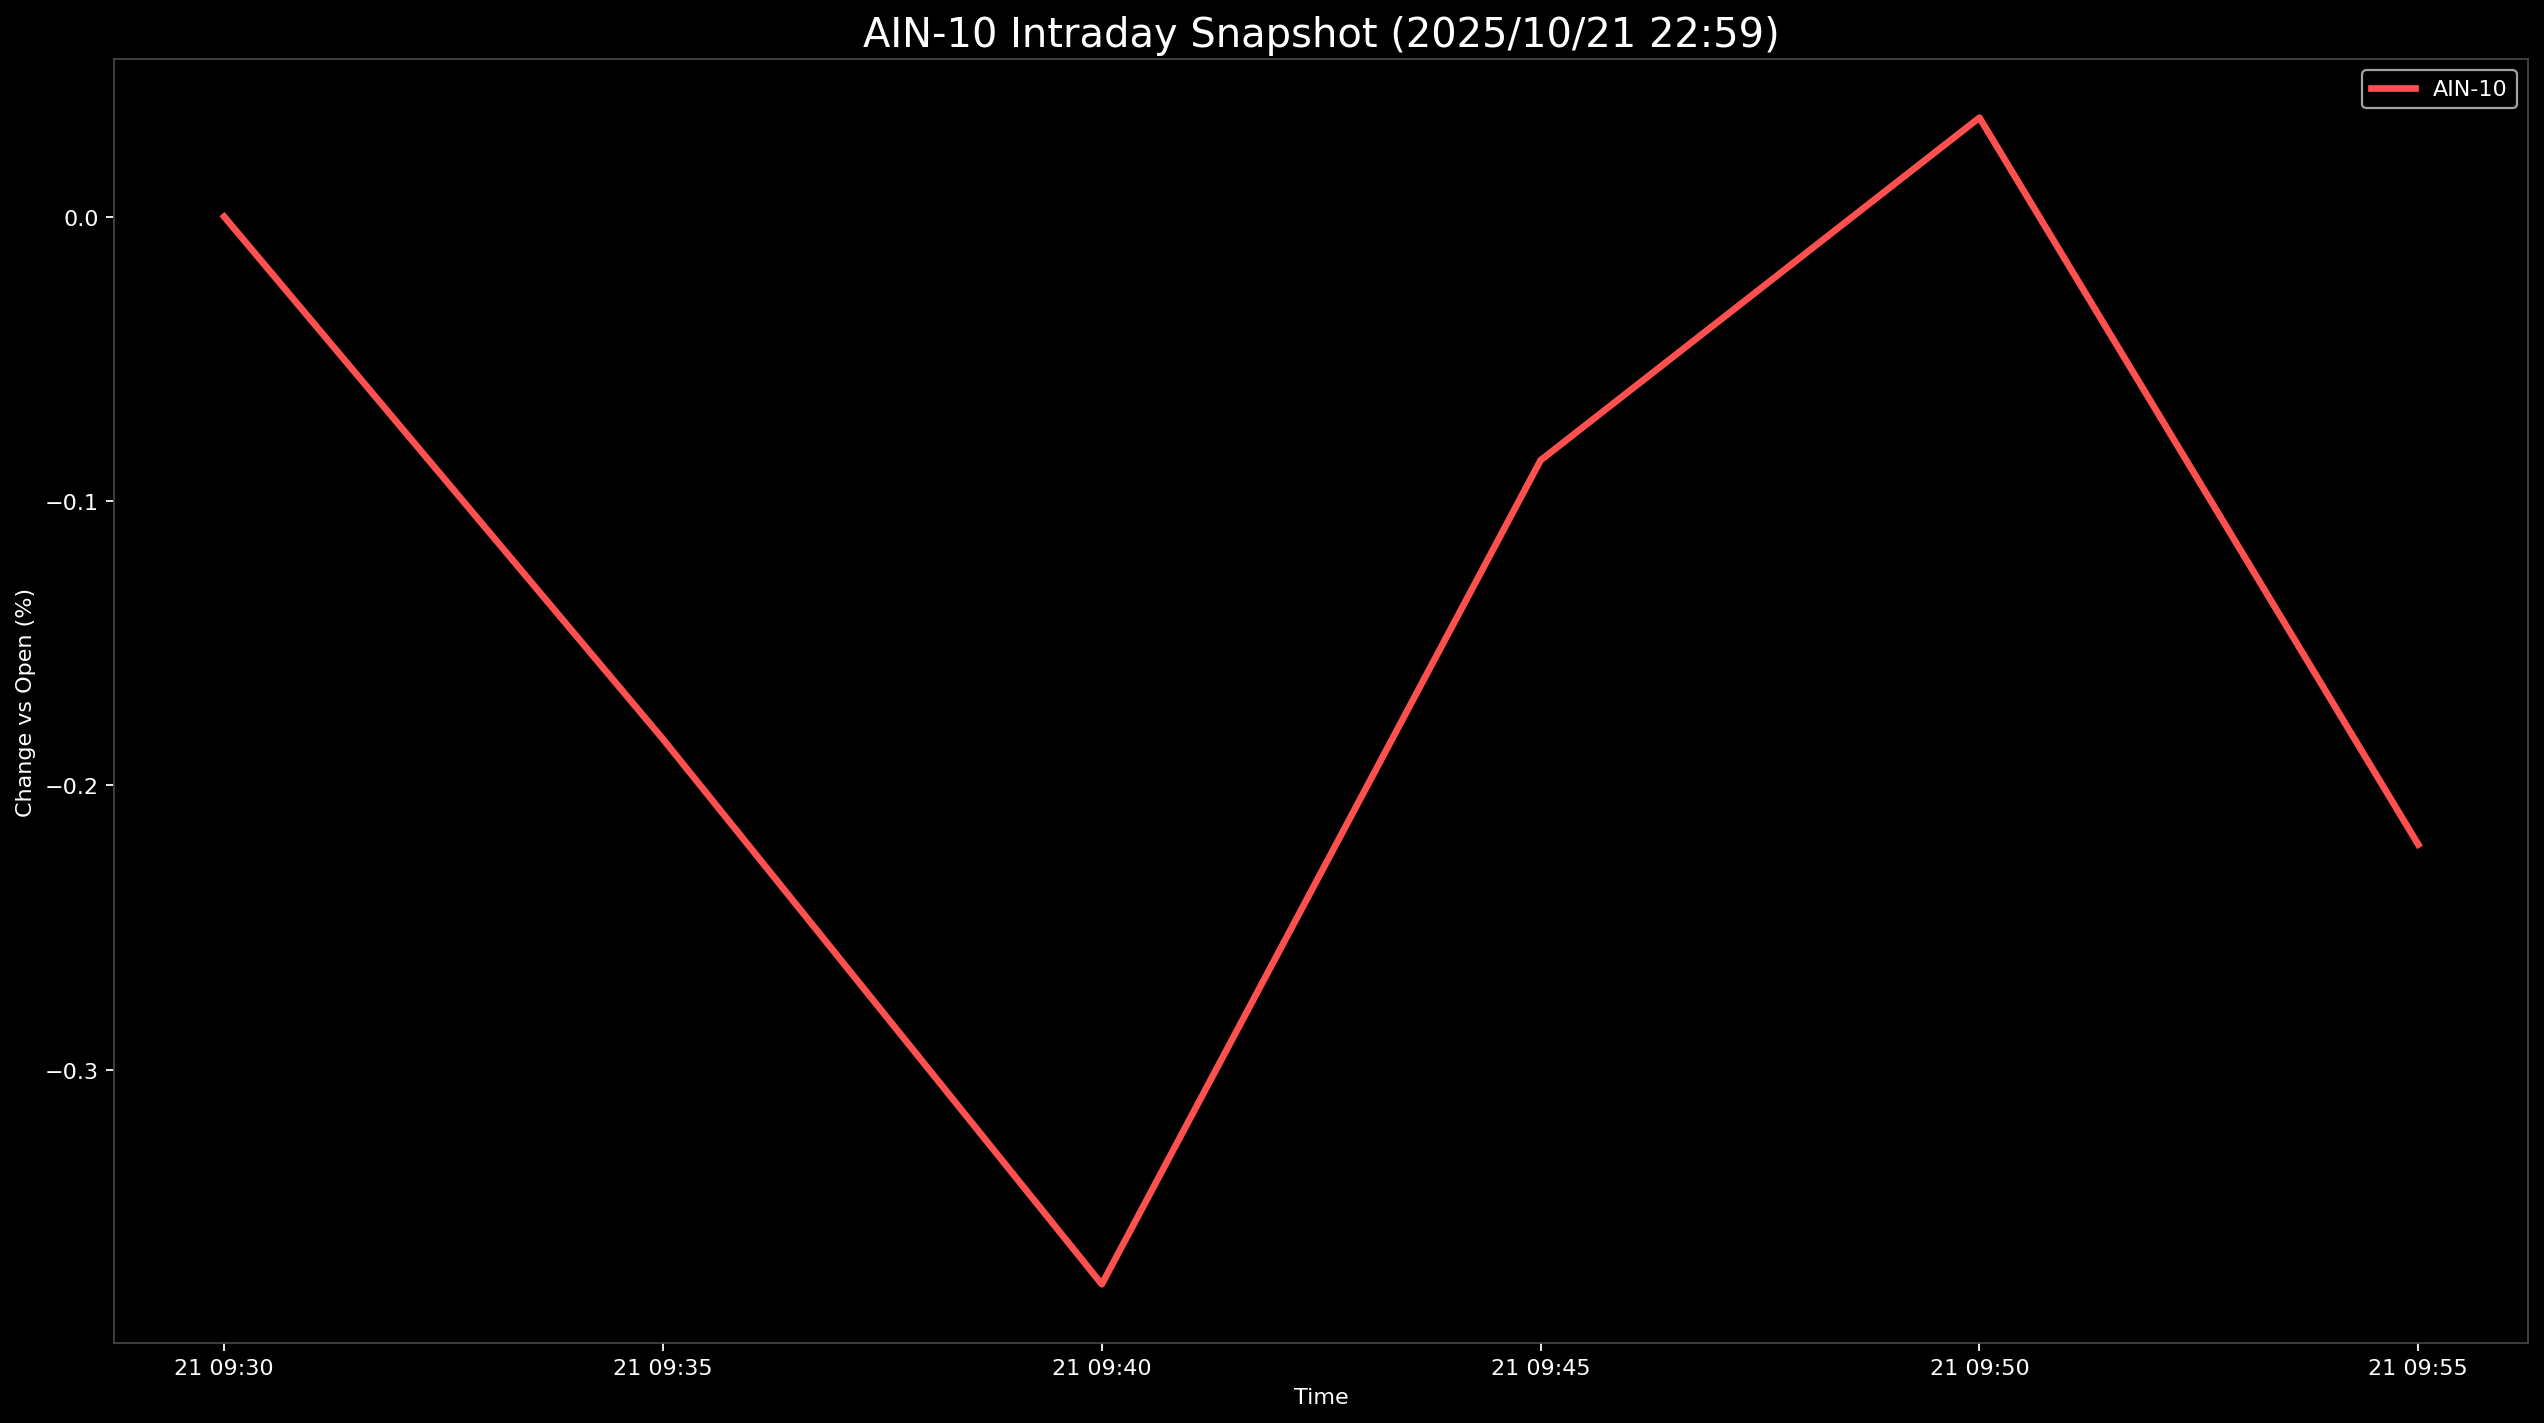 AIN-10 Intraday Snapshot (2025/10/21 22:59)
AIN-10
Change vs Open (%)
0.0
−0.1
−0.2
−0.3
21 09:30
21 09:35
21 09:40
21 09:45
21 09:50
21 09:55
Time